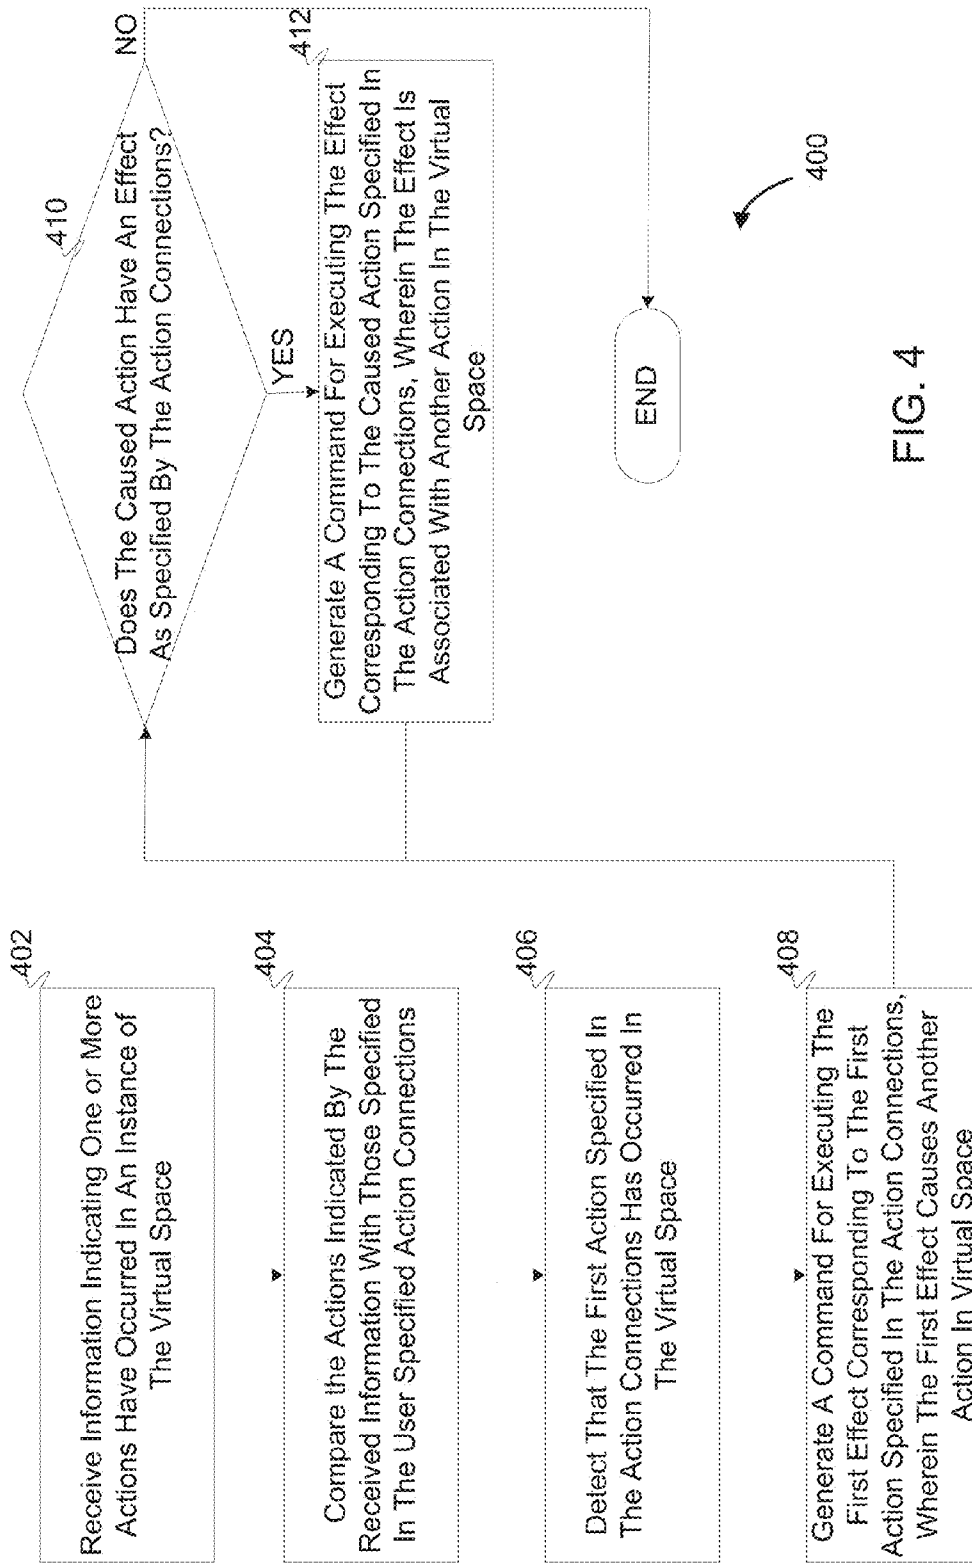 402
Receive Information Indicating One or More
Actions Have Occurred In An Instance of
The Virtual Space
404
Compare the Actions Indicated By The
Received Information With Those Specified
In The User Specified Action Connections
406
Detect That The First Action Specified In
The Action Connections Has Occurred In
The Virtual Space
408
Generate A Command For Executing The
First Effect Corresponding To The First
Action Specified In The Action Connections,
Wherein The First Effect Causes Another
Action In Virtual Space
410
Does The Caused Action Have An Effect
As Specified By The Action Connections?
NO
YES
412
Generate A Command For Executing The Effect
Corresponding To The Caused Action Specified In
The Action Connections, Wherein The Effect Is
Associated With Another Action In The Virtual
Space
END
400
FIG. 4